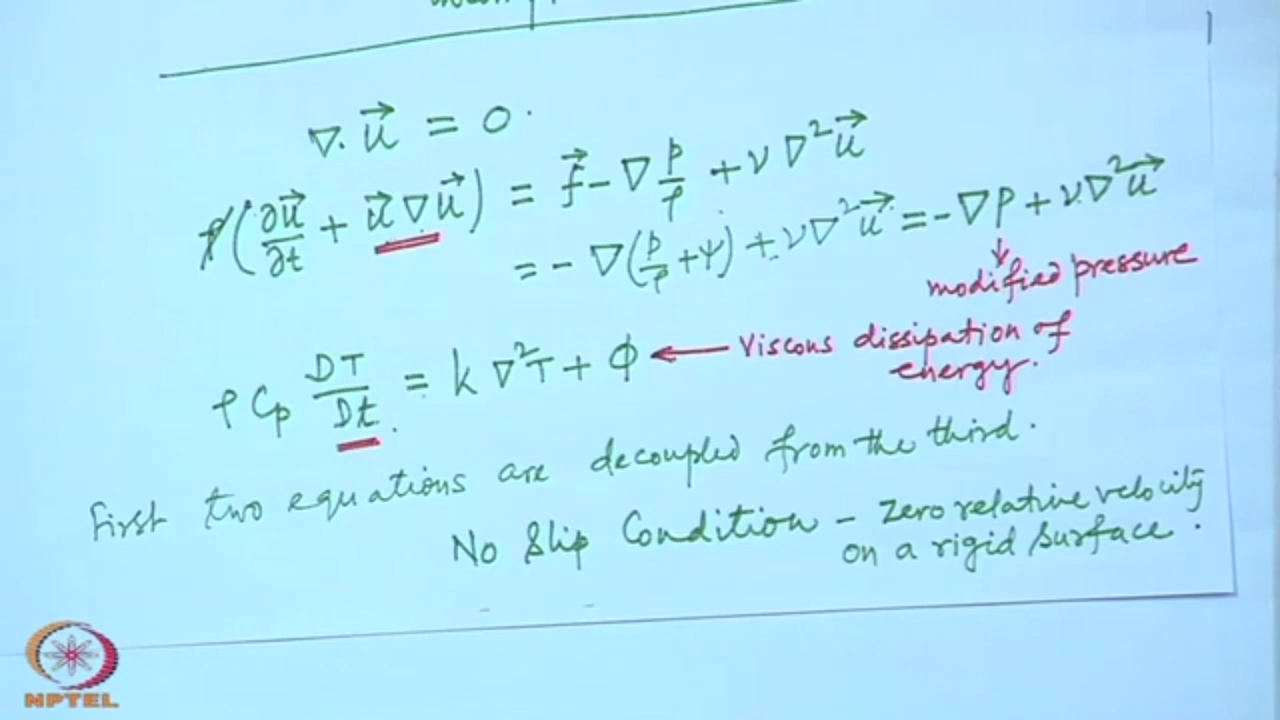 ∇. u⃗ = 0.
ρ(∂u⃗/∂t + u⃗∇u⃗) = f⃗ - ∇ p/ρ + ν∇²u⃗
= - ∇(p/ρ + ψ) + ν∇²u⃗ = -∇P + ν∇²u⃗
modified pressure
ρ Cp DT/Dt. = k ∇²T + Φ ← Viscous dissipation of
energy.
First two equations are decoupled from the third.
No Slip Condition - Zero relative velocity
on a rigid surface.
NPTEL